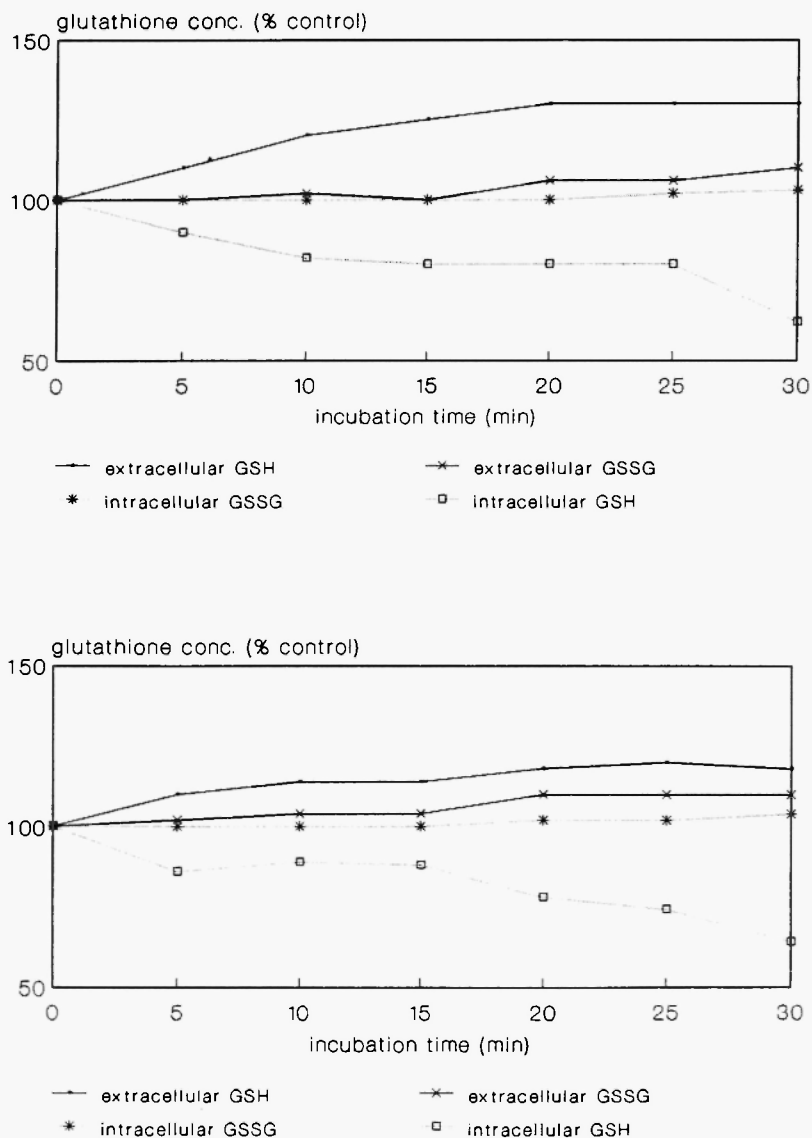 glutathione conc. (% control)
150
100
50
0 5 10 15 20 25 30
incubation time (min)
extracellular GSH extracellular GSSG
intracellular GSSG intracellular GSH
glutathione conc. (% control)
150
100
50
0 5 10 15 20 25 30
incubation time (min)
extracellular GSH extracellular GSSG
intracellular GSSG intracellular GSH